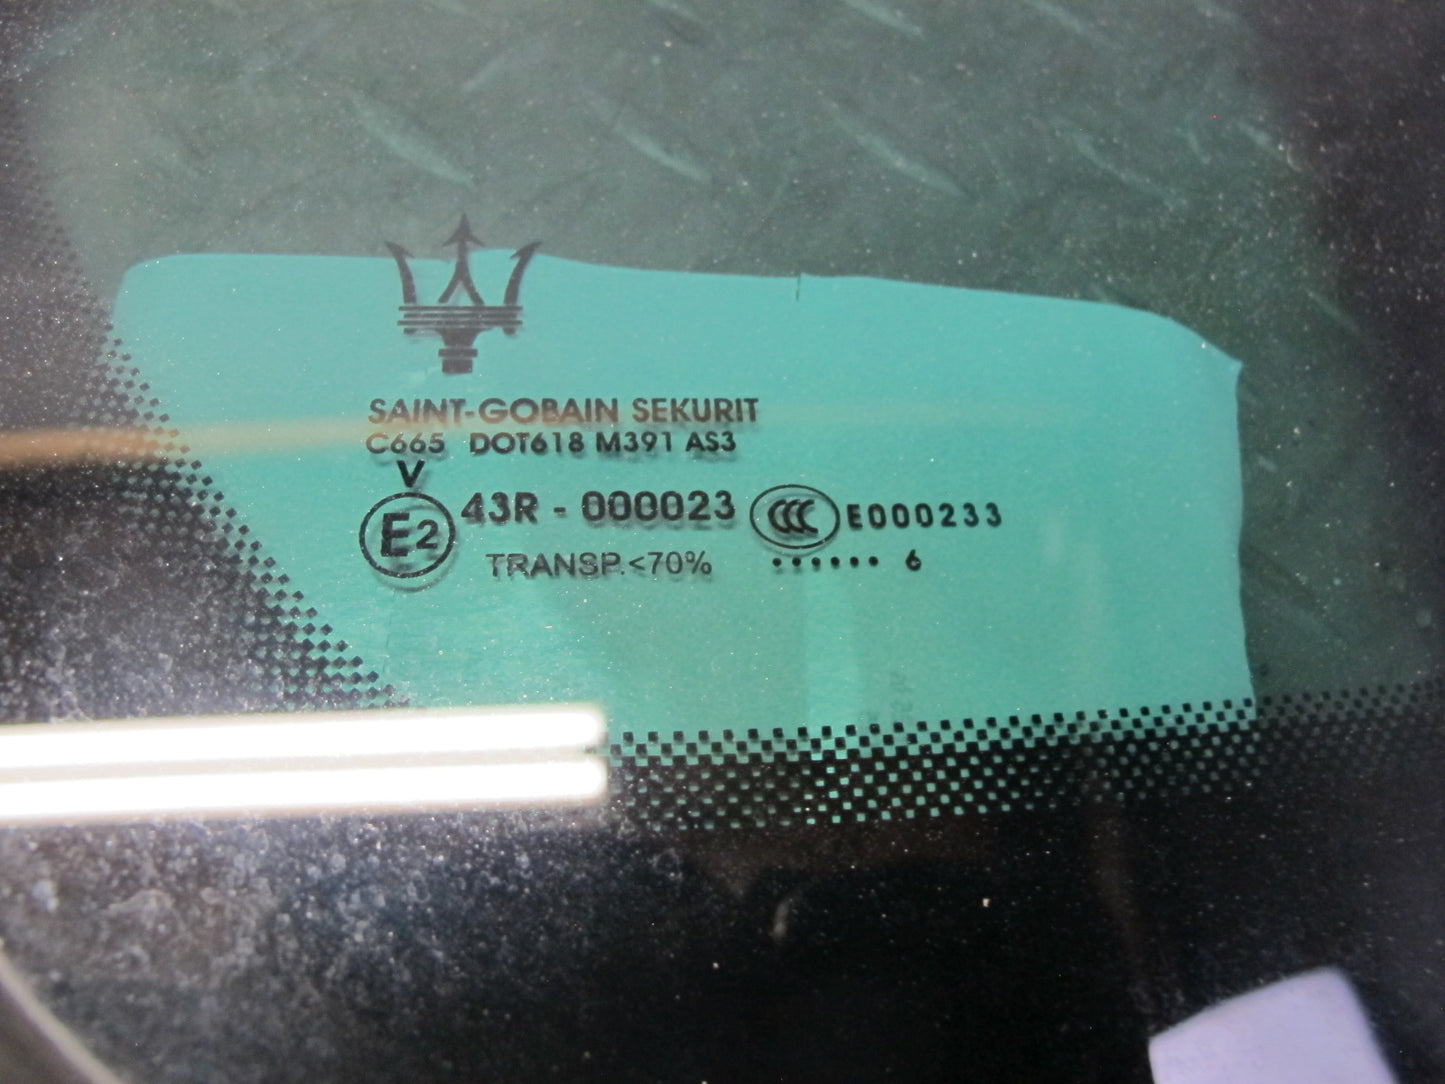 SAINT-GOBAIN SEKURIT
C665 DOT618 M391 AS3
V
E2 43R - 000023 CCC E000233
TRANSP.<70% •••••• 6